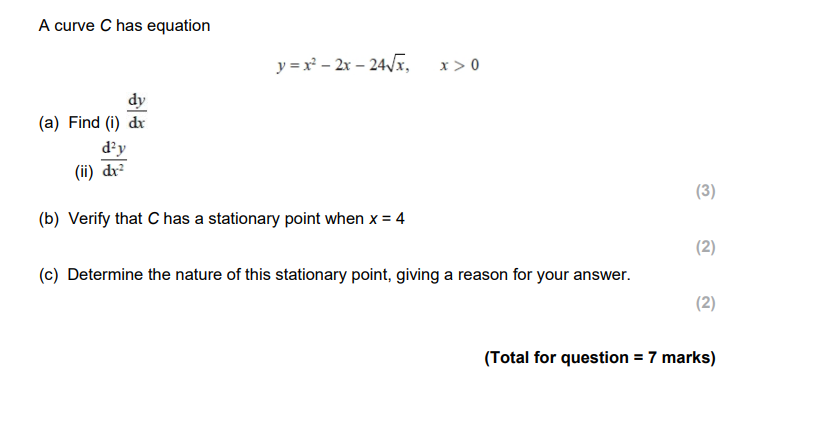 A curve C has equation
y = x² – 2x – 24√x,   x > 0
(a) Find (i) dy/dx
(ii) d²y/dx²
(3)
(b) Verify that C has a stationary point when x = 4
(2)
(c) Determine the nature of this stationary point, giving a reason for your answer.
(2)
(Total for question = 7 marks)